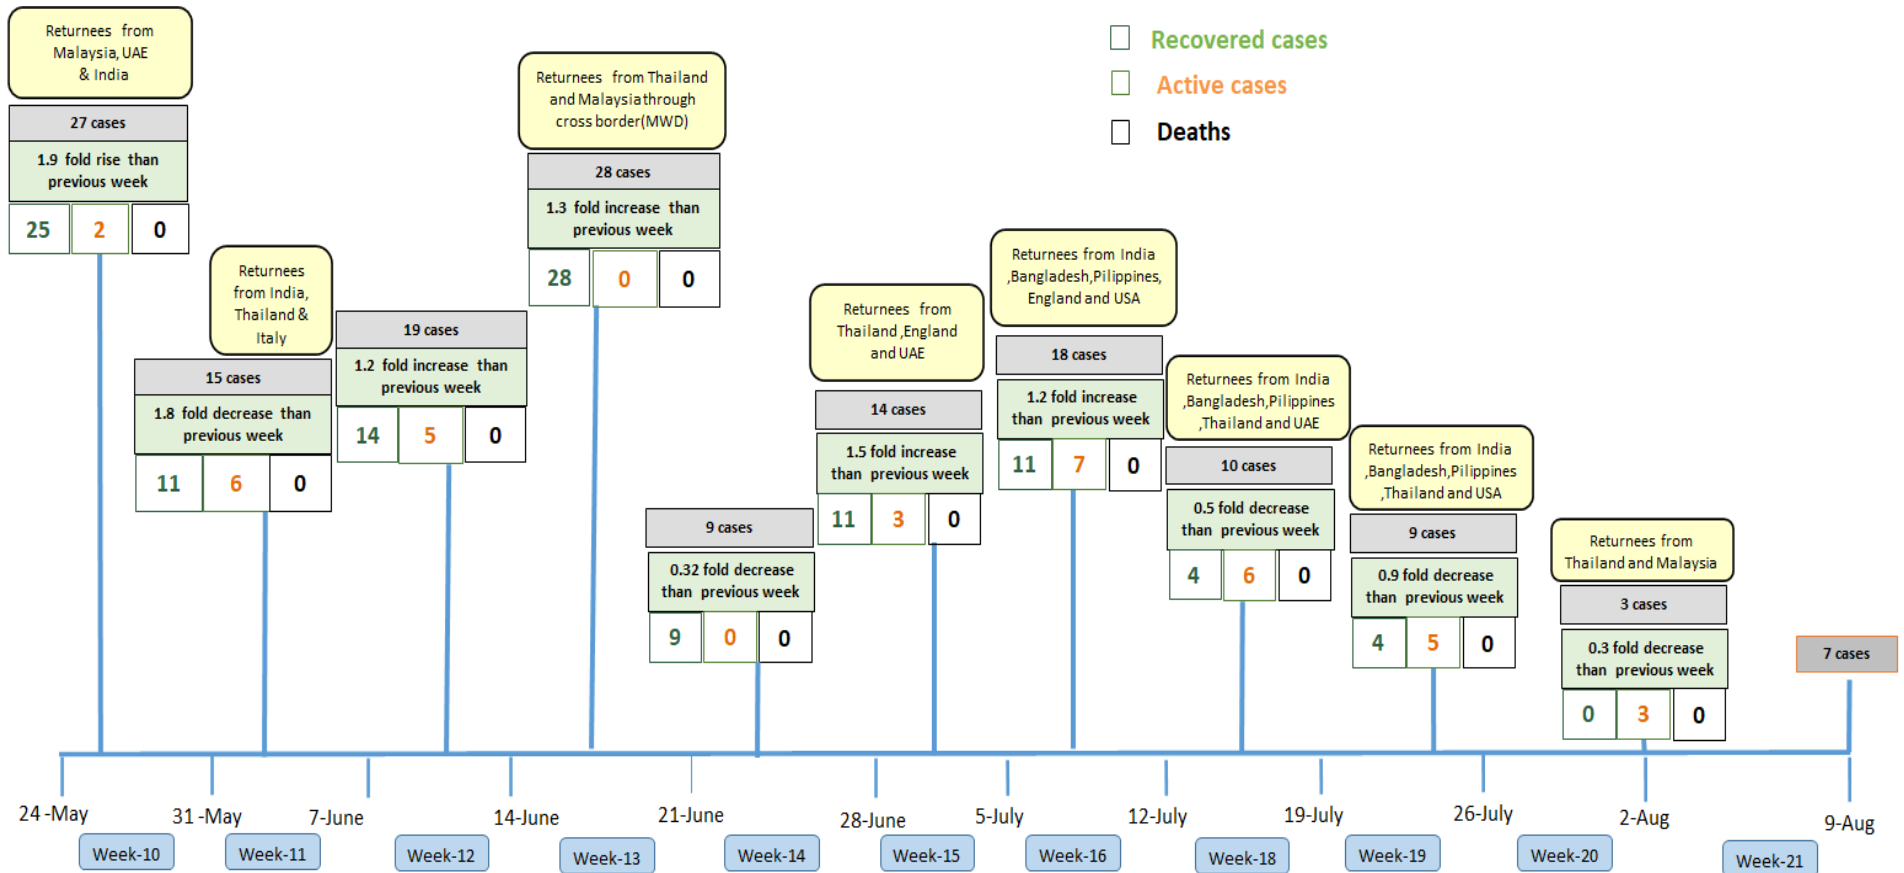 Returnees from
Malaysia,UAE
& India
27 cases
1.9 fold rise than
previous week
25 2 0
Returnees
from India,
Thailand &
Italy
15 cases
1.8 fold decrease than
previous week
11 6 0
19 cases
1.2 fold increase than
previous week
14 5 0
Returnees from Thailand
and Malaysiathrough
cross border(MWD)
28 cases
1.3 fold increase than
previous week
28 0 0
9 cases
0.32 fold decrease
than previous week
9 0 0
Returnees from
Thailand ,England
and UAE
14 cases
1.5 fold increase
than previous week
11 3 0
Returnees from India
,Bangladesh,Pilippines,
England and USA
18 cases
1.2 fold increase
than previous week
11 7 0
Returnees from India
,Bangladesh,Pilippines
,Thailand and UAE
10 cases
0.5 fold decrease
than previous week
4 6 0
Returnees from India
,Bangladesh,Pilippines
,Thailand and USA
9 cases
0.9 fold decrease
than previous week
4 5 0
Returnees from
Thailand and Malaysia
3 cases
0.3 fold decrease
than previous week
0 3 0
7 cases
Recovered cases
Active cases
Deaths
24-May 31-May 7-June 14-June 21-June 28-June 5-July 12-July 19-July 26-July 2-Aug 9-Aug
Week-10 Week-11 Week-12 Week-13 Week-14 Week-15 Week-16 Week-18 Week-19 Week-20 Week-21